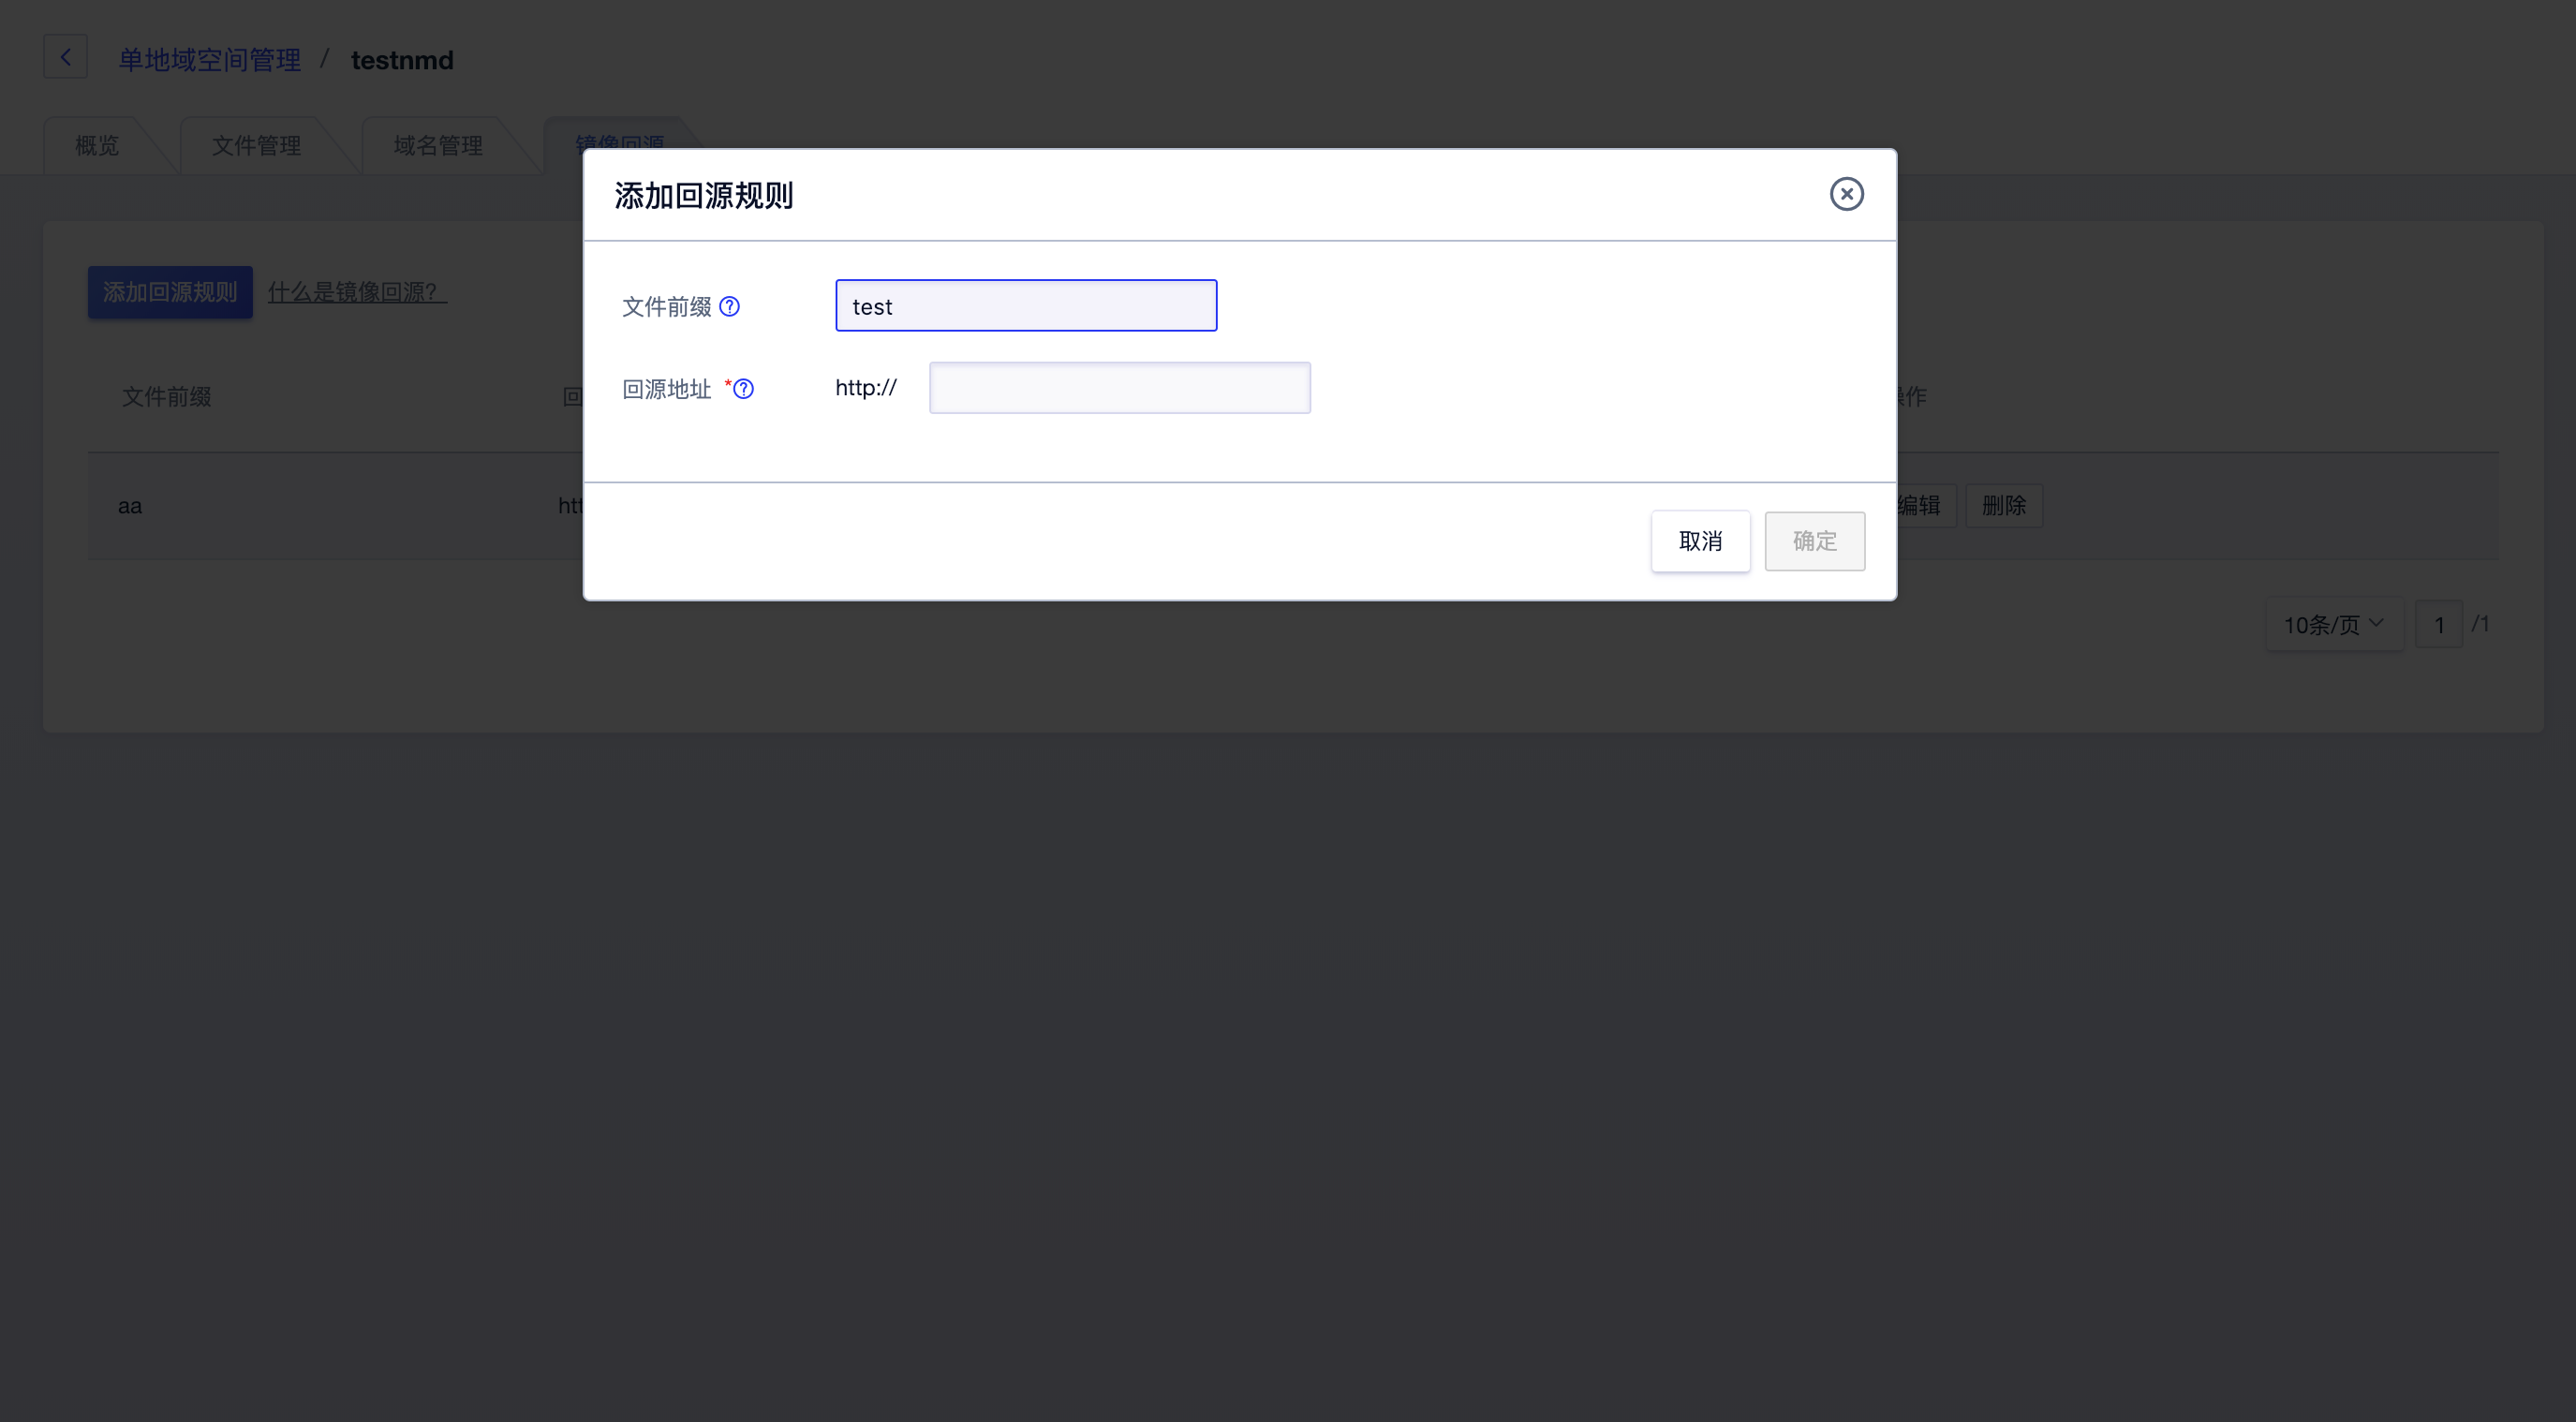 单地域空间管理 / testnmd
概览 文件管理 域名管理 镜像回源
添加回源规则
添加回源规则 什么是镜像回源?
文件前缀 test
回源地址 * http://
文件前缀 回 作
aa htt 编辑 删除
取消 确定
10条/页 1 /1